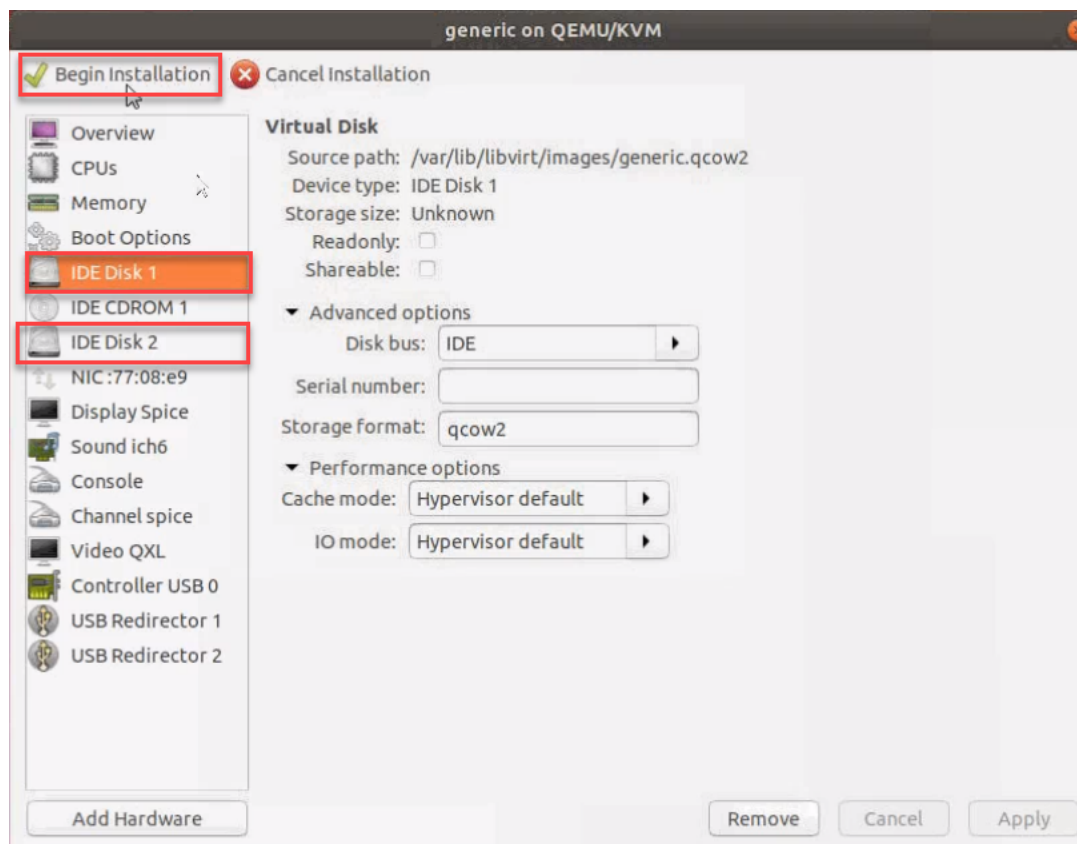 generic on QEMU/KVM
Begin Installation
Cancel Installation
Overview
CPUs
Memory
Boot Options
IDE Disk 1
IDE CDROM 1
IDE Disk 2
NIC :77:08:e9
Display Spice
Sound ich6
Console
Channel spice
Video QXL
Controller USB 0
USB Redirector 1
USB Redirector 2
Add Hardware
Virtual Disk
Source path: /var/lib/libvirt/images/generic.qcow2
Device type: IDE Disk 1
Storage size: Unknown
Readonly:
Shareable:
Advanced options
Disk bus: IDE
Serial number:
Storage format: qcow2
Performance options
Cache mode: Hypervisor default
IO mode: Hypervisor default
Remove
Cancel
Apply